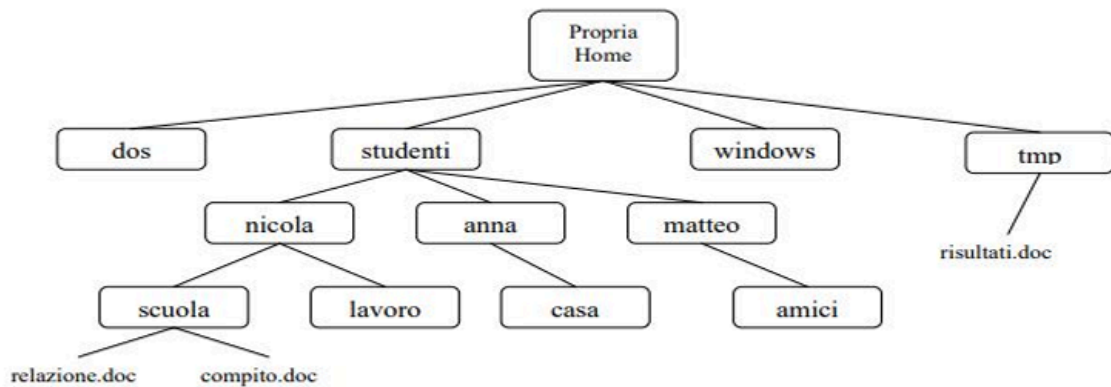 Propria
Home
dos
studenti
windows
tmp
nicola
anna
matteo
risultati.doc
scuola
lavoro
casa
amici
relazione.doc
compito.doc